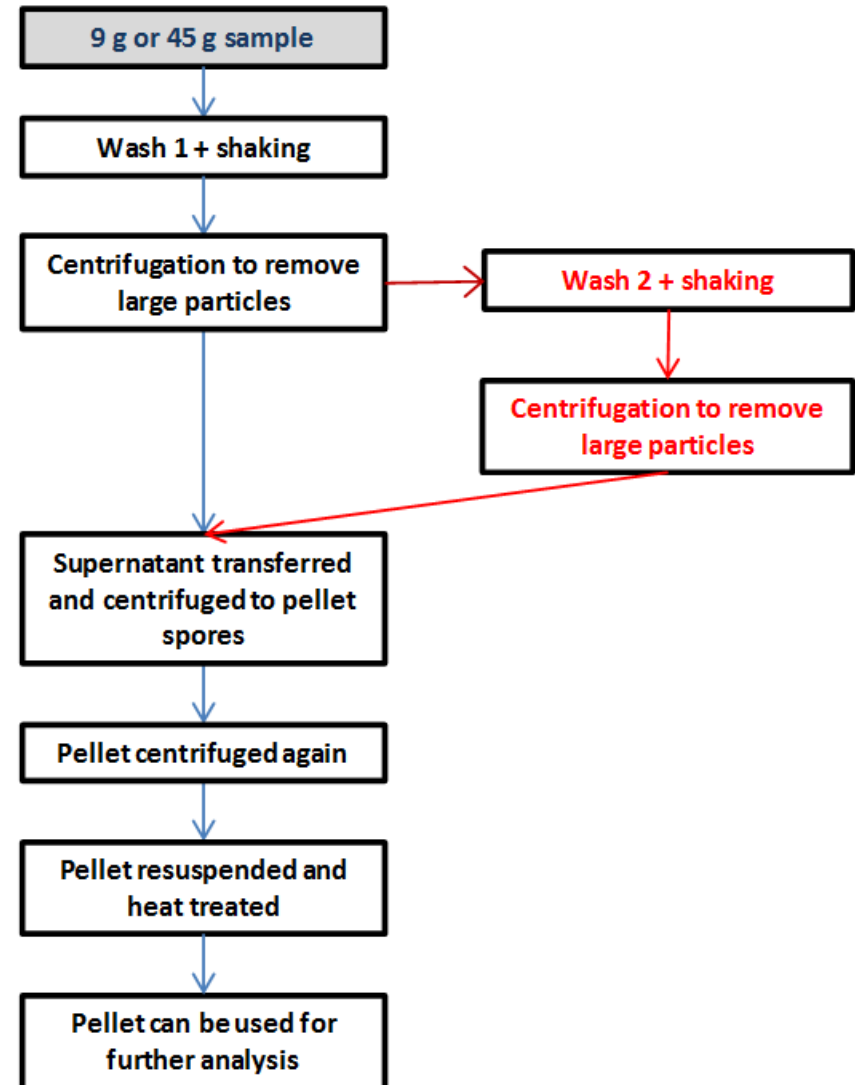 9 g or 45 g sample
Wash 1 + shaking
Centrifugation to remove
large particles
Wash 2 + shaking
Centrifugation to remove
large particles
Supernatant transferred
and centrifuged to pellet
spores
Pellet centrifuged again
Pellet resuspended and
heat treated
Pellet can be used for
further analysis